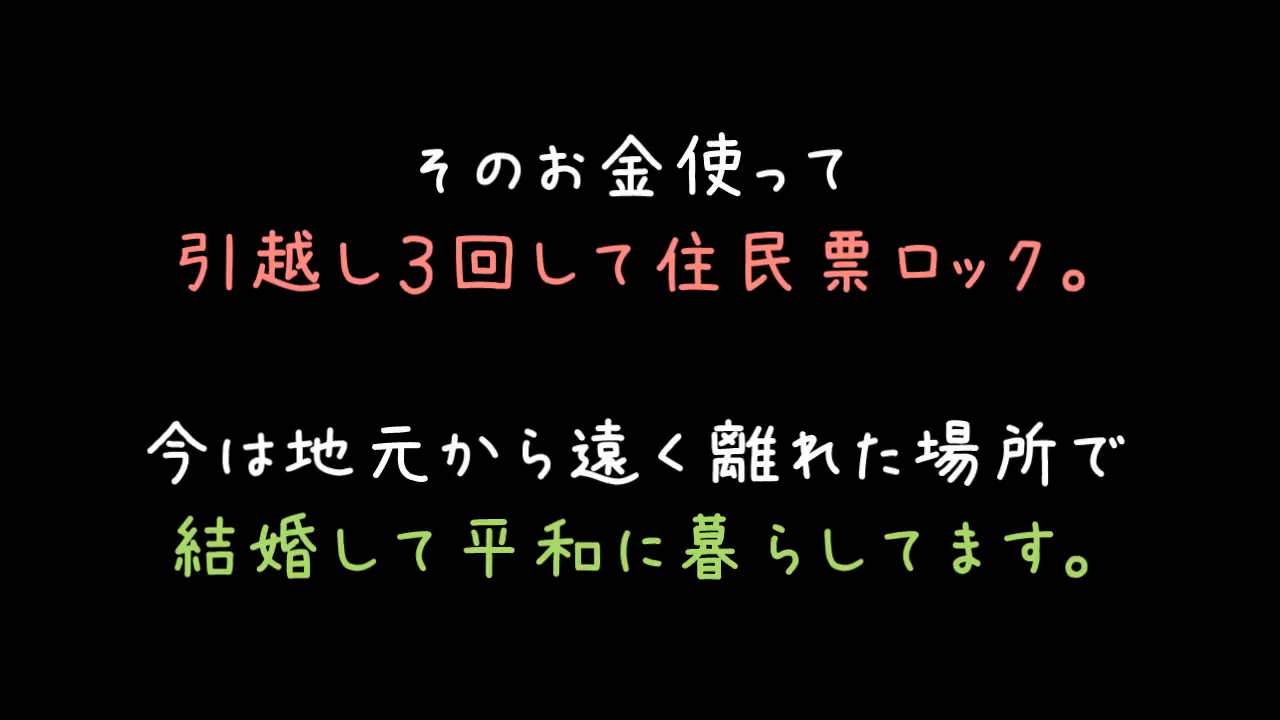 そのお金使って
引越し3回して住民票ロック。
今は地元から遠く離れた場所で
結婚して平和に暮らしてます。